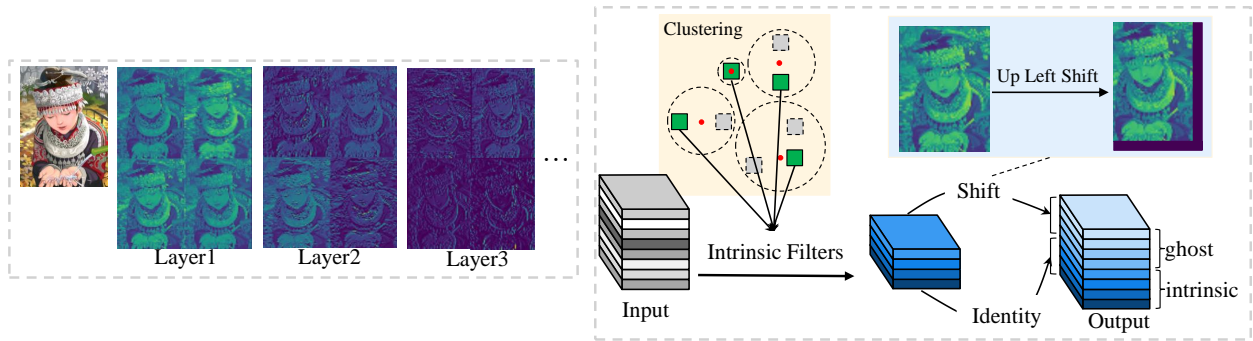 Layer1
Layer2
Layer3
...
Clustering
Up Left Shift
Input
Intrinsic Filters
Shift
Identity
ghost
intrinsic
Output